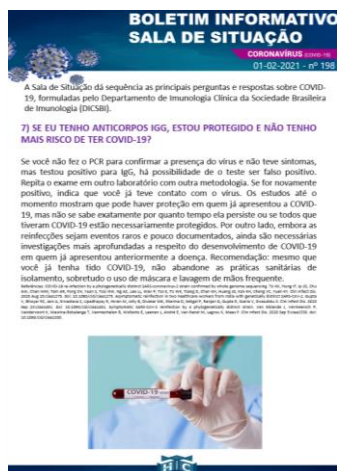 BOLETIM INFORMATIVO
SALA DE SITUAÇÃO
CORONAVÍRUS (COVID-19)
01-02-2021 - nº 198
A Sala de Situação dá sequência as principais perguntas e respostas sobre COVID-
19, formuladas pelo Departamento de Imunologia Clínica da Sociedade Brasileira
de Imunologia (DICSBI).
7) SE EU TENHO ANTICORPOS IGG, ESTOU PROTEGIDO E NÃO TENHO
MAIS RISCO DE TER COVID-19?
Se você não fez o PCR para confirmar a presença do vírus e não teve sintomas,
mas testou positivo para IgG, há possibilidade de o teste ser falso positivo.
Repita o exame em outro laboratório com outra metodologia. Se for novamente
positivo, indica que você já teve contato com o vírus. Os estudos até o
momento mostram que pode haver proteção em quem já apresentou a COVID-
19, mas não se sabe exatamente por quanto tempo ela persiste ou se todos que
tiveram COVID-19 estão necessariamente protegidos. Por outro lado, embora as
reinfecções sejam eventos raros e pouco documentados, ainda são necessárias
investigações mais aprofundadas a respeito do desenvolvimento de COVID-19
em quem já apresentou anteriormente a doença. Recomendação: mesmo que
você já tenha tido COVID-19, não abandone as práticas sanitárias de
isolamento, sobretudo o uso de máscara e lavagem de mãos frequente.
COVID-19
H C